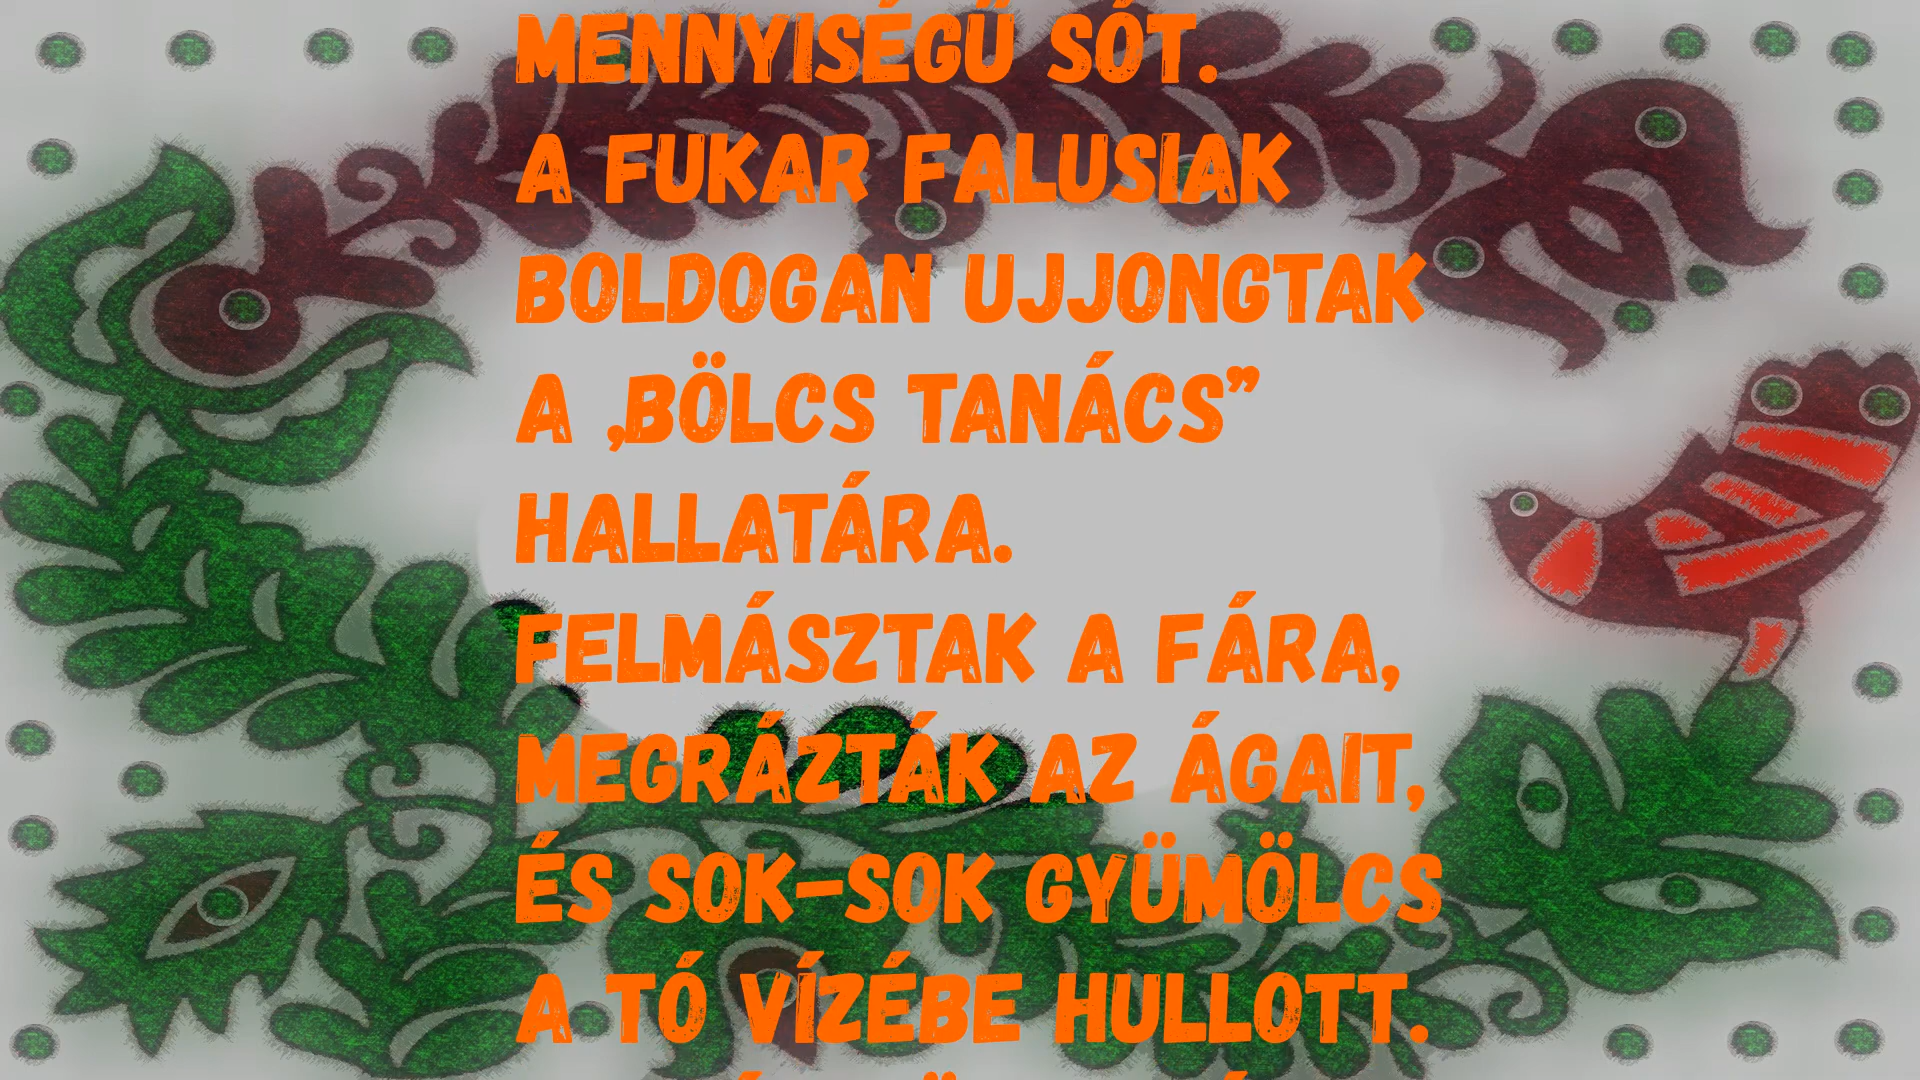 MENNYISÉGŰ SÓT.
A FUKAR FALUSIAK
BOLDOGAN UJJONGTAK
A ‚BÖLCS TANÁCS”
HALLATÁRA.
FELMÁSZTAK A FÁRA,
MEGRÁZTÁK AZ ÁGAIT,
ÉS SOK-SOK GYÜMÖLCS
A TÓ VÍZÉBE HULLOTT.